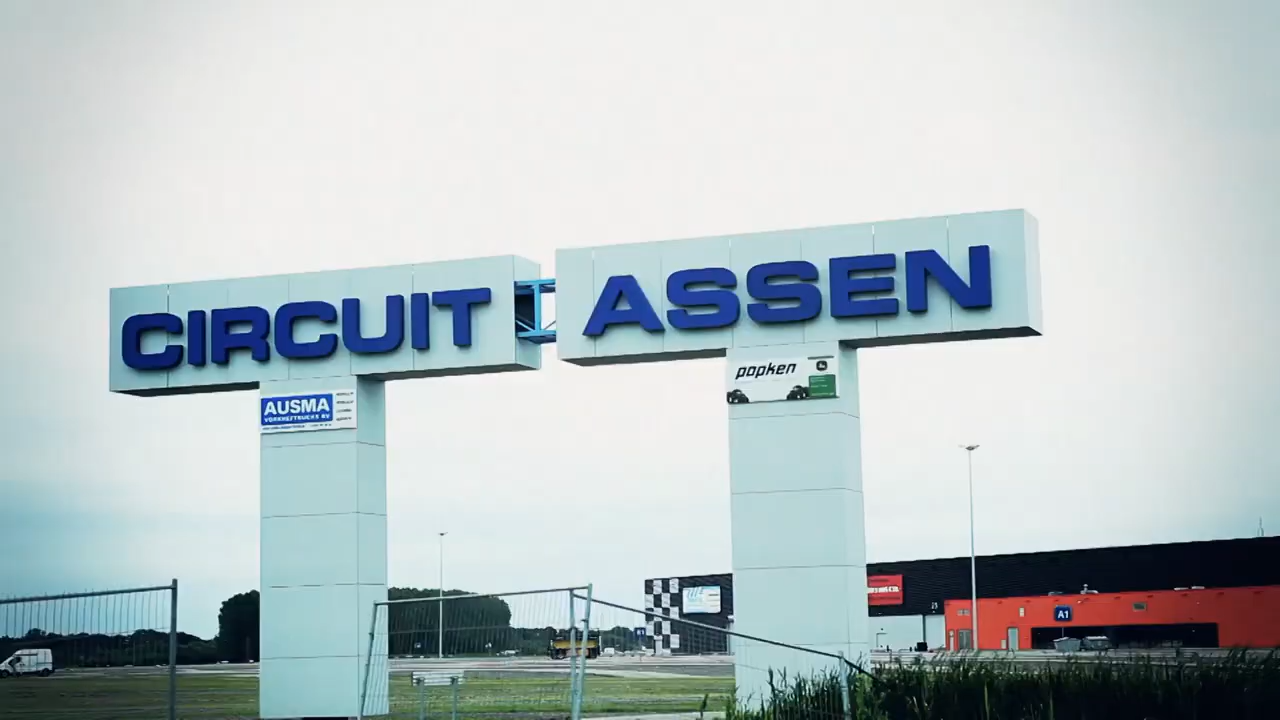 CIRCUIT ASSEN
AUSMA
VORKHEFTRUCKS BV
popken
A1